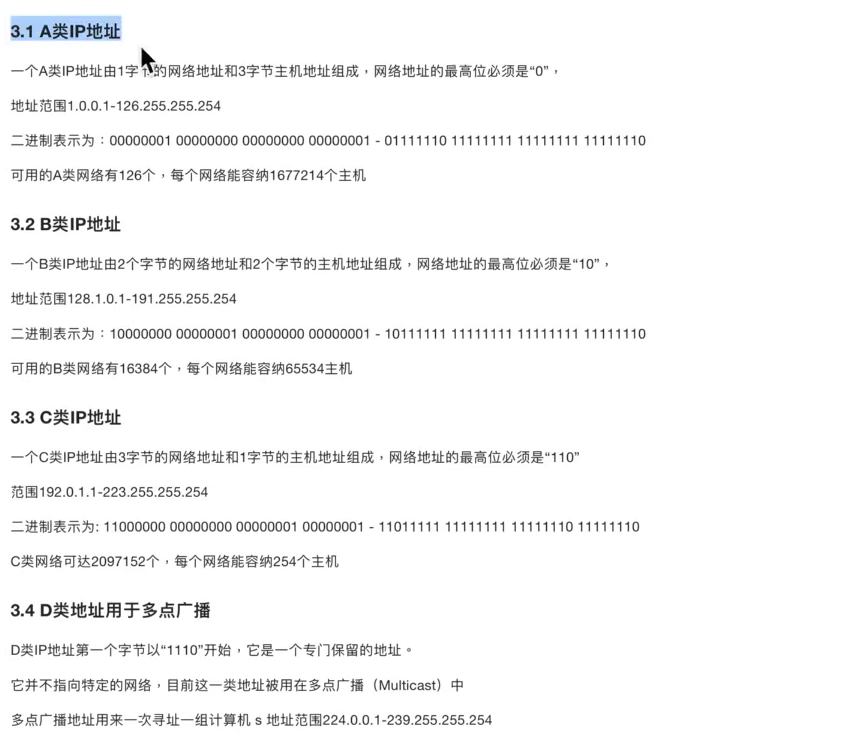 3.1 A类IP地址
一个A类IP地址由1字节的网络地址和3字节主机地址组成，网络地址的最高位必须是“0”，
地址范围1.0.0.1-126.255.255.254
二进制表示为：00000001 00000000 00000000 00000001 - 01111110 11111111 11111111 11111110
可用的A类网络有126个，每个网络能容纳1677214个主机
3.2 B类IP地址
一个B类IP地址由2个字节的网络地址和2个字节的主机地址组成，网络地址的最高位必须是“10”，
地址范围128.1.0.1-191.255.255.254
二进制表示为：10000000 00000001 00000000 00000001 - 10111111 11111111 11111111 11111110
可用的B类网络有16384个，每个网络能容纳65534主机
3.3 C类IP地址
一个C类IP地址由3字节的网络地址和1字节的主机地址组成，网络地址的最高位必须是“110”
范围192.0.1.1-223.255.255.254
二进制表示为: 11000000 00000000 00000001 00000001 - 11011111 11111111 11111110 11111110
C类网络可达2097152个，每个网络能容纳254个主机
3.4 D类地址用于多点广播
D类IP地址第一个字节以“1110”开始，它是一个专门保留的地址。
它并不指向特定的网络，目前这一类地址被用在多点广播（Multicast）中
多点广播地址用来一次寻址一组计算机 s 地址范围224.0.0.1-239.255.255.254